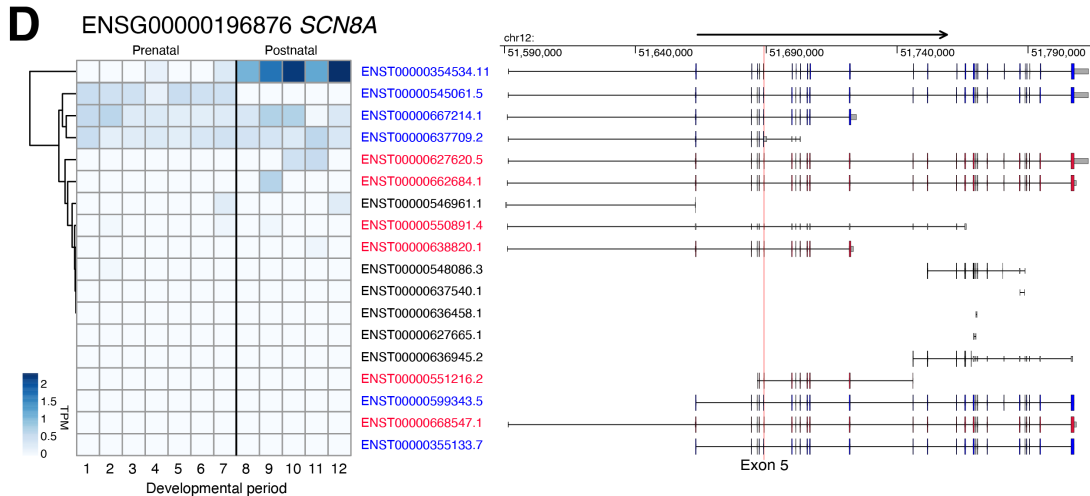 D
ENSG00000196876 SCN8A
Prenatal Postnatal
chr12:
51,590,000 51,640,000 51,690,000 51,740,000 51,790,000
ENST00000354534.11
ENST00000545061.5
ENST00000667214.1
ENST00000637709.2
ENST00000627620.5
ENST00000662684.1
ENST00000546961.1
ENST00000550891.4
ENST00000638820.1
ENST00000548086.3
ENST00000637540.1
ENST00000636458.1
ENST00000627665.1
ENST00000636945.2
ENST00000551216.2
ENST00000599343.5
ENST00000668547.1
ENST00000355133.7
2
1.5
1
0.5
0
TPM
1 2 3 4 5 6 7 8 9 10 11 12
Developmental period
Exon 5